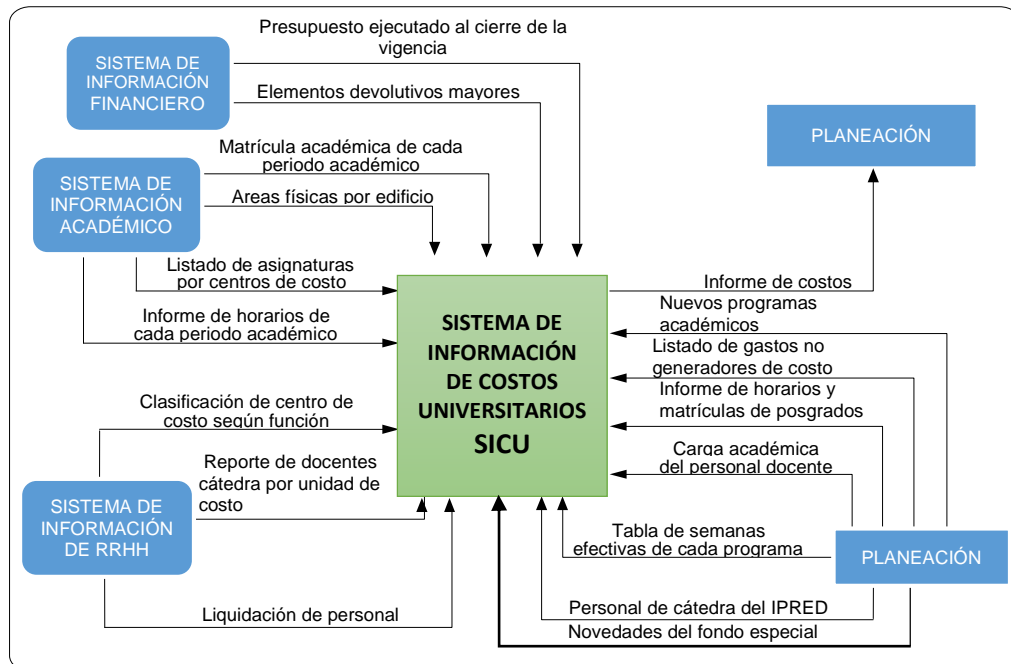 Presupuesto ejecutado al cierre de la
vigencia
SISTEMA DE
INFORMACIÓN
FINANCIERO
Elementos devolutivos mayores
Matrícula académica de cada
periodo académico
SISTEMA DE
INFORMACIÓN
ACADÉMICO
Areas físicas por edificio
Listado de asignaturas
por centros de costo
Informe de horarios de
cada periodo académico
Clasificación de centro de
costo según función
Reporte de docentes
cátedra por unidad de
costo
SISTEMA DE
INFORMACIÓN
DE RRHH
Liquidación de personal
SISTEMA DE
INFORMACIÓN
DE COSTOS
UNIVERSITARIOS
SICU
PLANEACIÓN
Informe de costos
Nuevos programas
académicos
Listado de gastos no
generadores de costo
Informe de horarios y
matrículas de posgrados
Carga académica
del personal docente
Tabla de semanas
efectivas de cada programa
PLANEACIÓN
Personal de cátedra del IPRED
Novedades del fondo especial